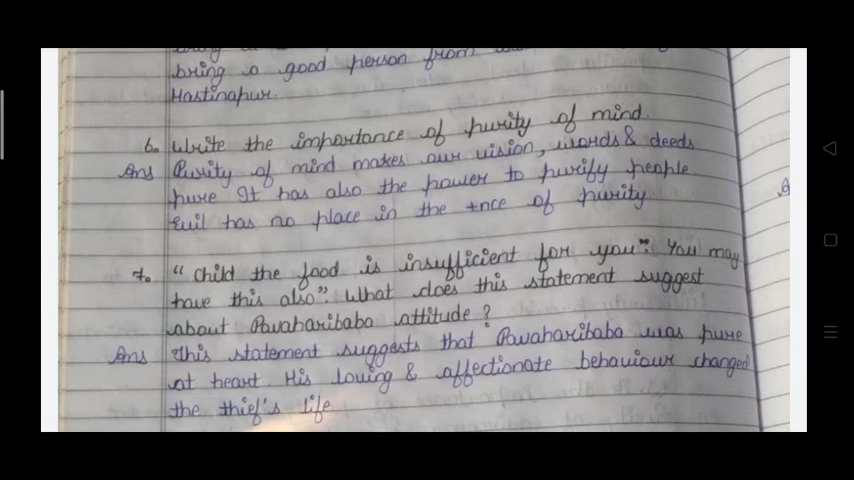 bring a good person from
Hastinapur.
6. Write the importance of purity of mind.
Ans Purity of mind makes our vision, words & deeds
pure It has also the power to purify people
Evil has no place in the +nce of purity
7. "Child the food is insufficient for you". You may
have this also". What does this statement suggest
about Pavaharibaba attitude?
Ans This statement suggests that Pavaharibaba was pure
at heart. His loving & affectionate behaviour changed
the thief's life